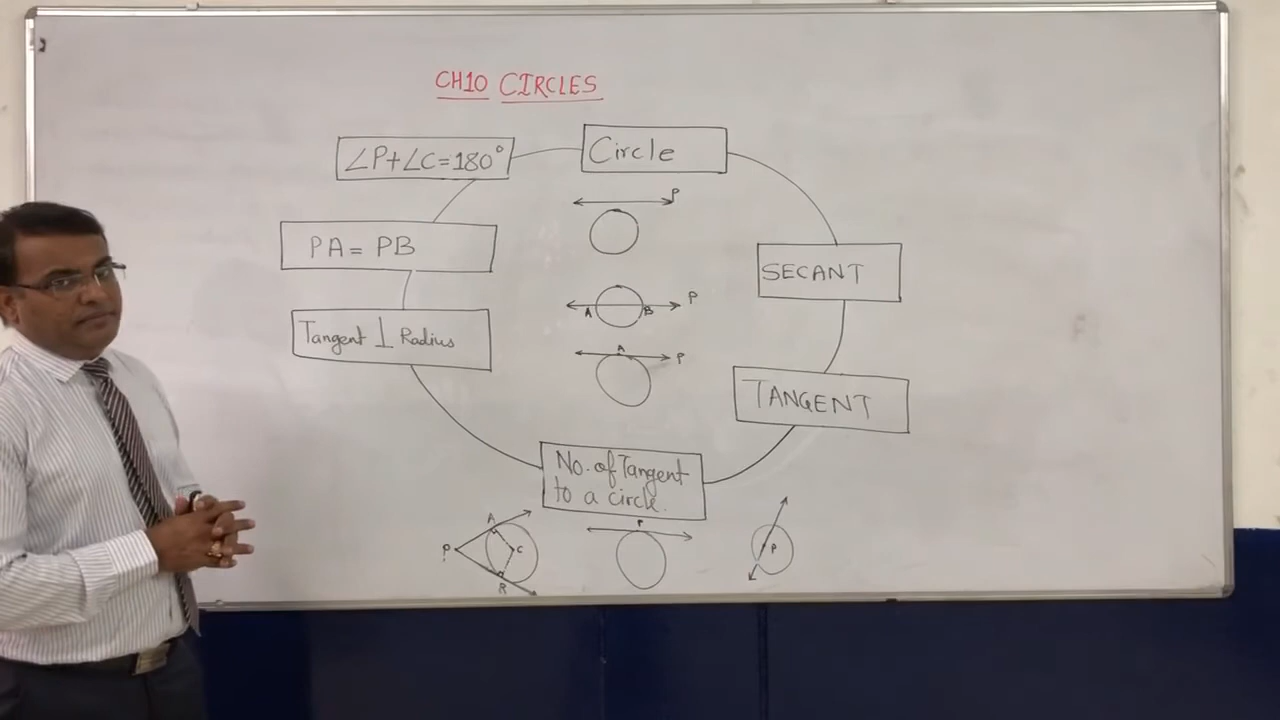 CH10 CIRCLES
∠P+∠C=180°
Circle
P
PA = PB
SECANT
P
A B
Tangent ⊥ Radius
A
P
TANGENT
No. of Tangent
to a circle.
A
P C
R
P
P